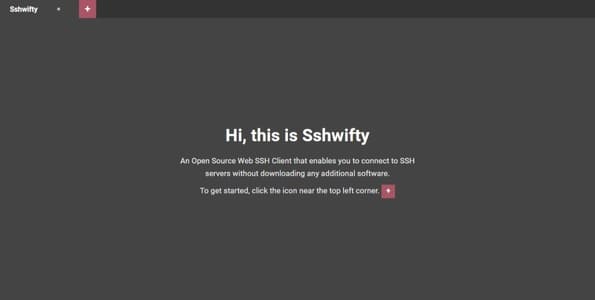 Sshwifty
+
Hi, this is Sshwifty
An Open Source Web SSH Client that enables you to connect to SSH
servers without downloading any additional software.
To get started, click the icon near the top left corner. +